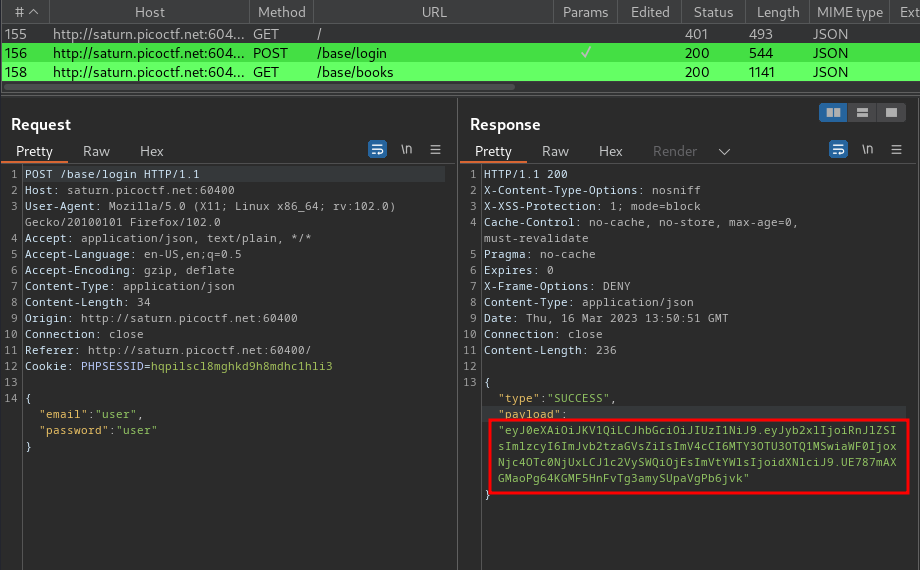 # Host Method URL Params Edited Status Length MIME type Ext
155 http://saturn.picoctf.net:604... GET / 401 493 JSON
156 http://saturn.picoctf.net:604... POST /base/login ✓ 200 544 JSON
158 http://saturn.picoctf.net:604... GET /base/books 200 1141 JSON
Request
Pretty Raw Hex \n
1 POST /base/login HTTP/1.1
2 Host: saturn.picoctf.net:60400
3 User-Agent: Mozilla/5.0 (X11; Linux x86_64; rv:102.0)
Gecko/20100101 Firefox/102.0
4 Accept: application/json, text/plain, */*
5 Accept-Language: en-US,en;q=0.5
6 Accept-Encoding: gzip, deflate
7 Content-Type: application/json
8 Content-Length: 34
9 Origin: http://saturn.picoctf.net:60400
10 Connection: close
11 Referer: http://saturn.picoctf.net:60400/
12 Cookie: PHPSESSID=hqpilscl8mghkd9h8mdhc1hli3
13
14 {
"email":"user",
"password":"user"
}
Response
Pretty Raw Hex Render \n
1 HTTP/1.1 200
2 X-Content-Type-Options: nosniff
3 X-XSS-Protection: 1; mode=block
4 Cache-Control: no-cache, no-store, max-age=0,
must-revalidate
5 Pragma: no-cache
6 Expires: 0
7 X-Frame-Options: DENY
8 Content-Type: application/json
9 Date: Thu, 16 Mar 2023 13:50:51 GMT
10 Connection: close
11 Content-Length: 236
12
13 {
"type":"SUCCESS",
"payload":
"eyJ0eXAiOiJKV1QiLCJhbGciOiJIUzI1NiJ9.eyJyb2xlIjoiRnJlZSI
sImlzcyI6ImJvb2tzaGVsZiIsImV4cCI6MTY3OTU3OTQ1MSwiaWF0Ijox
Njc4OTc0NjUxLCJ1c2VySWQiOjEsImVtYWlsIjoidXNlciJ9.UE787mAX
GMaoPg64KGMF5HnFvTg3amySUpaVgPb6jvk"
}